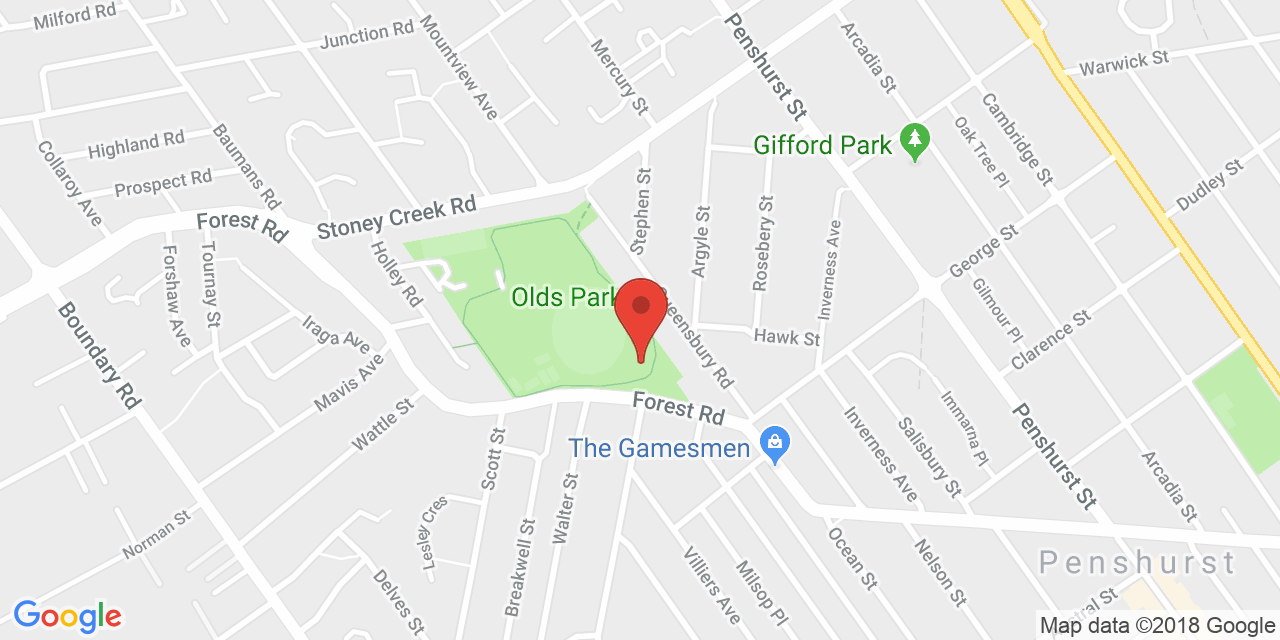 Milford Rd
Junction Rd
Mountview Ave
Mercury St
Penshurst St
Arcadia St
Warwick St
Highland Rd
Baumans Rd
Collaroy Ave
Prospect Rd
Gifford Park
Oak Tree Pl
Cambridge St
Dudley St
Forest Rd
Stoney Creek Rd
Stephen St
Argyle St
Rosebery St
Inverness Ave
George St
Forshaw Ave
Tournay St
Holley Rd
Olds Park
Queensbury Rd
Gilmour Pl
Boundary Rd
Iraga Ave
Hawk St
Clarence St
Mavis Ave
Wattle St
Forest Rd
Inverness Ave
Salisbury St
Immarna Pl
Penshurst St
The Gamesmen
Scott St
Walter St
Arcadia St
Norman St
Lesley Cres
Breakwell St
Villiers Ave
Milsop Pl
Ocean St
Nelson St
Penshurst
Delves St
Google
Map data ©2018 Google